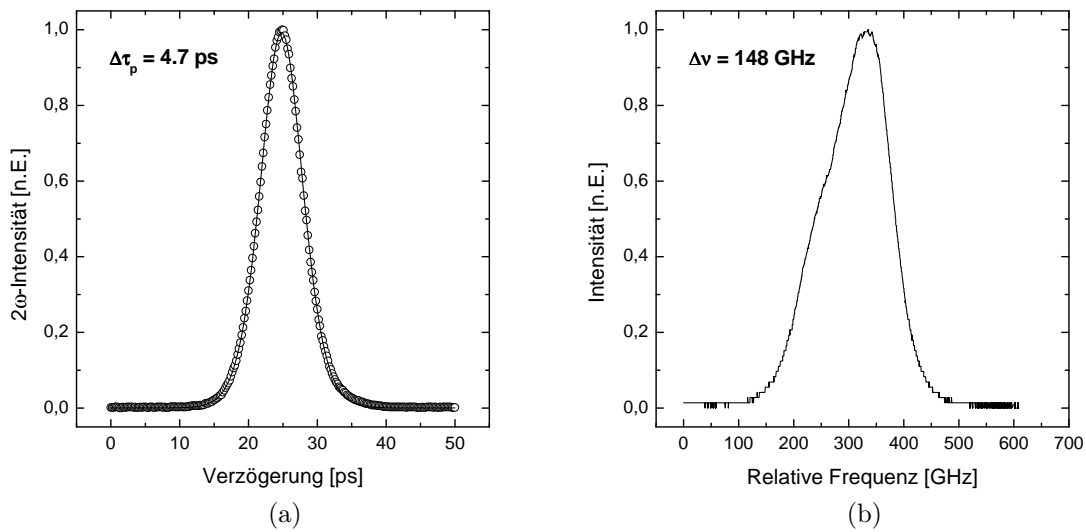 Δτp = 4.7 ps
2ω-Intensität [n.E.]
1,0
0,8
0,6
0,4
0,2
0,0
0 10 20 30 40 50
Verzögerung [ps]
(a)
Δν = 148 GHz
Intensität [n.E.]
1,0
0,8
0,6
0,4
0,2
0,0
0 100 200 300 400 500 600 700
Relative Frequenz [GHz]
(b)